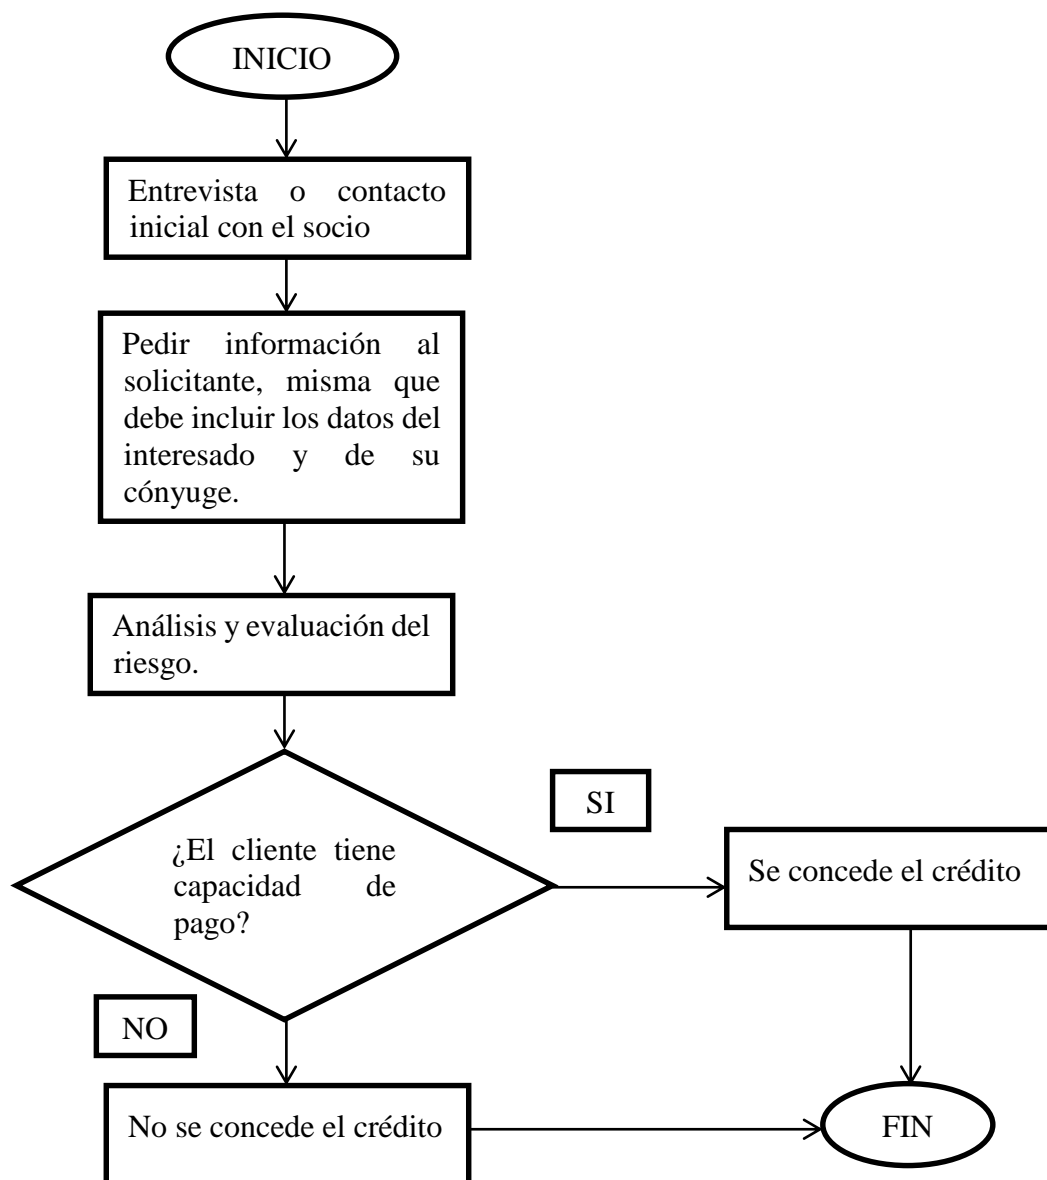 INICIO
Entrevista o contacto
inicial con el socio
Pedir información al
solicitante, misma que
debe incluir los datos del
interesado y de su
cónyuge.
Análisis y evaluación del
riesgo.
¿El cliente tiene
capacidad de
pago?
SI
Se concede el crédito
NO
No se concede el crédito
FIN